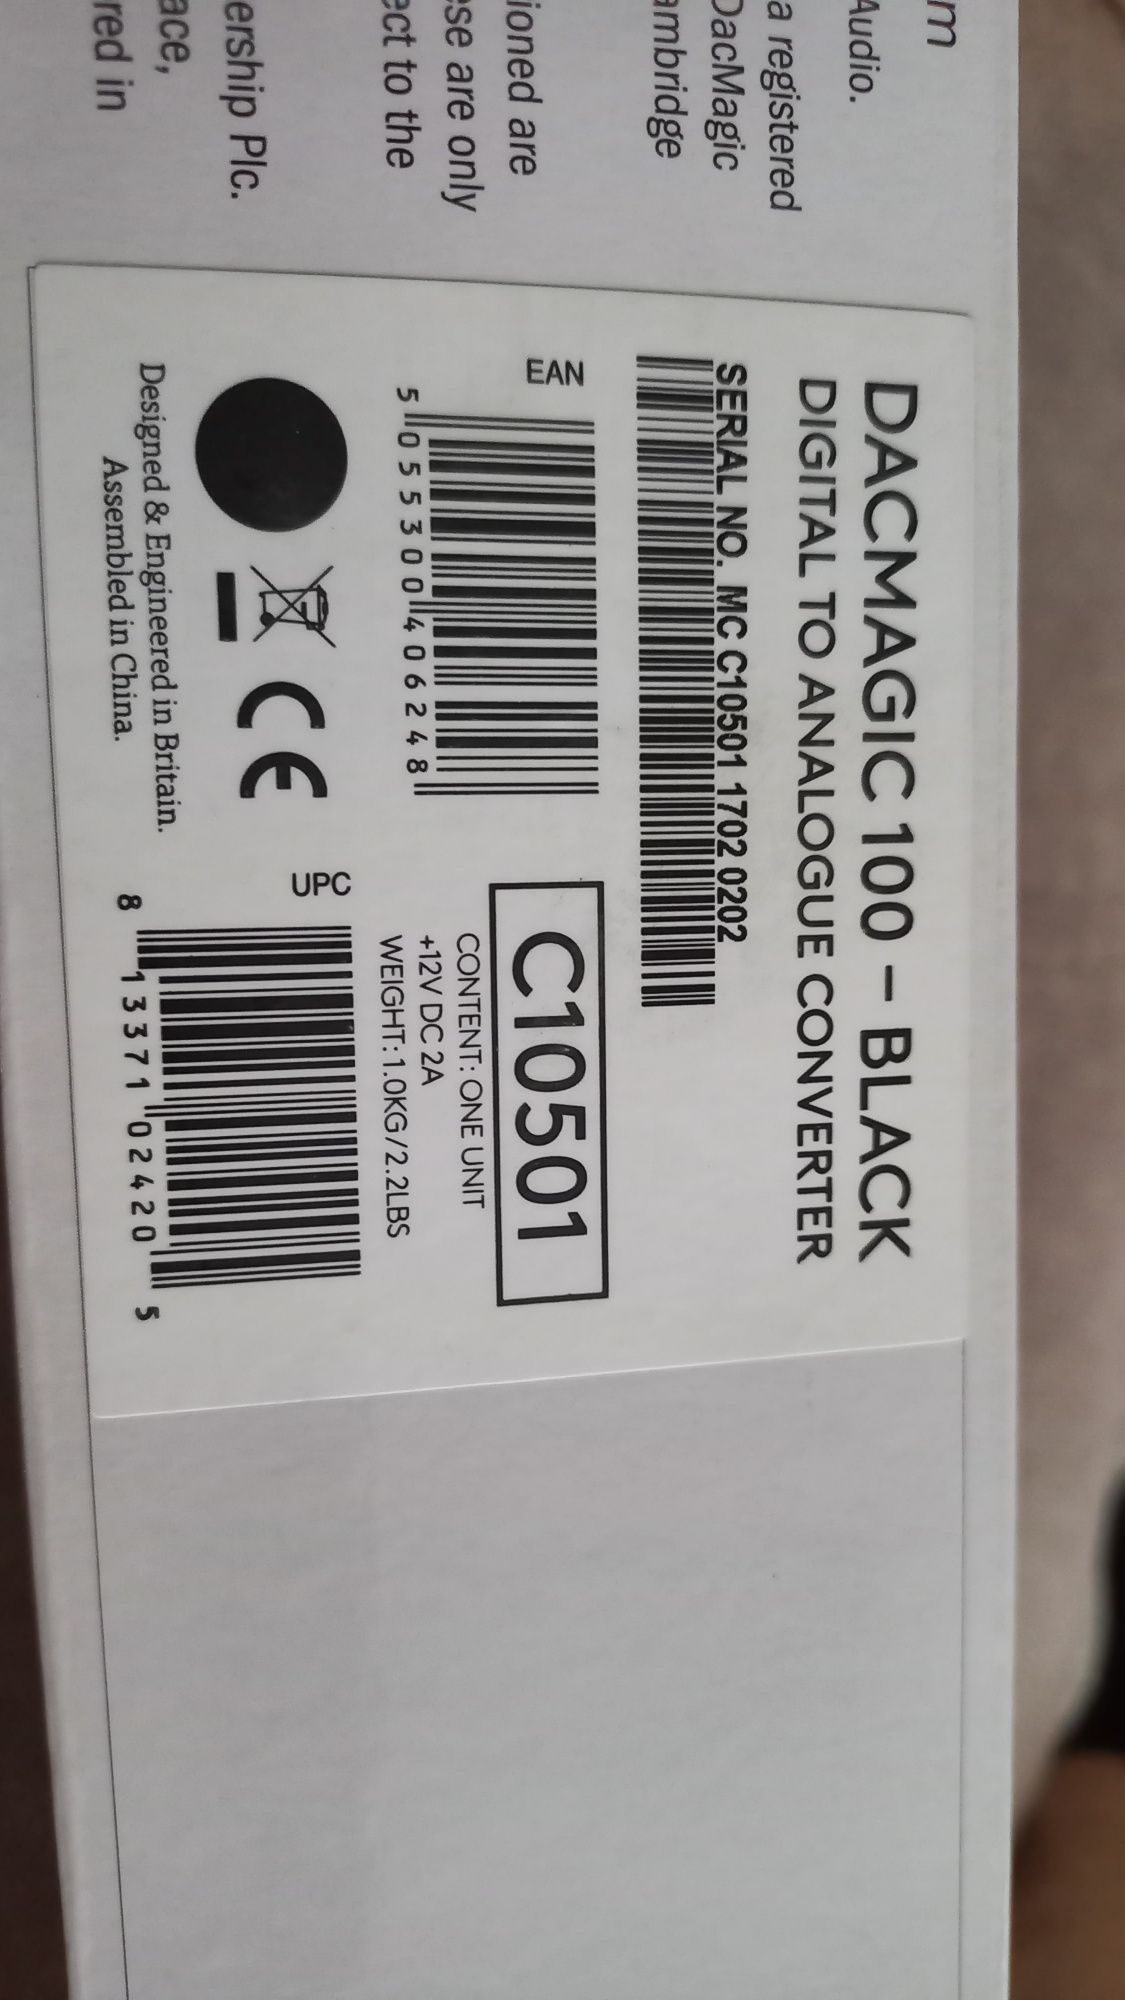 m
Audio.
a registered
DacMagic
ambridge
ioned are
ese are only
ect to the
ership Plc.
ace,
red in
DACMAGIC 100 – BLACK
DIGITAL TO ANALOGUE CONVERTER
SERIAL NO. MC C10501 1702 0202
EAN
5 055300 406248
C10501
CONTENT: ONE UNIT
+12V DC 2A
WEIGHT:1.0KG/2.2LBS
CE
Designed & Engineered in Britain.
Assembled in China.
UPC
8 13371 02420 5